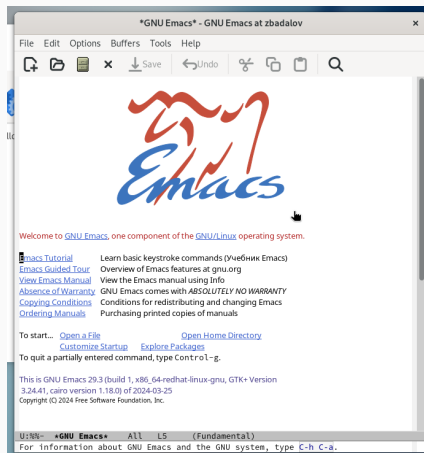 *GNU Emacs* - GNU Emacs at zbadalov
File Edit Options Buffers Tools Help
Save Undo
Emacs
Welcome to GNU Emacs, one component of the GNU/Linux operating system.
Emacs Tutorial Learn basic keystroke commands (Учебник Emacs)
Emacs Guided Tour Overview of Emacs features at gnu.org
View Emacs Manual View the Emacs manual using Info
Absence of Warranty GNU Emacs comes with ABSOLUTELY NO WARRANTY
Copying Conditions Conditions for redistributing and changing Emacs
Ordering Manuals Purchasing printed copies of manuals
To start... Open a File Open Home Directory
Customize Startup Explore Packages
To quit a partially entered command, type Control-g.
This is GNU Emacs 29.3 (build 1, x86_64-redhat-linux-gnu, GTK+ Version
3.24.41, cairo version 1.18.0) of 2024-03-25
Copyright (C) 2024 Free Software Foundation, Inc.
U:%%- *GNU Emacs* All L5 (Fundamental)
For information about GNU Emacs and the GNU system, type C-h C-a.